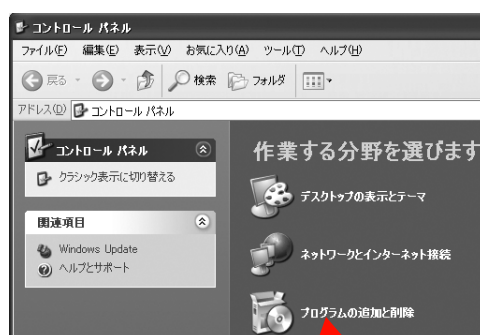 コントロール パネル
ファイル(F) 編集(E) 表示(V) お気に入り(A) ツール(T) ヘルプ(H)
戻る 検索 フォルダ
アドレス(D) コントロール パネル
コントロール パネル
クラシック表示に切り替える
関連項目
Windows Update
ヘルプとサポート
作業する分野を選びます
デスクトップの表示とテーマ
ネットワークとインターネット接続
プログラムの追加と削除